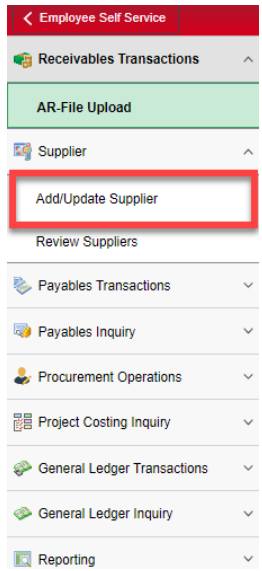 Employee Self Service
Receivables Transactions
AR-File Upload
Supplier
Add/Update Supplier
Review Suppliers
Payables Transactions
Payables Inquiry
Procurement Operations
Project Costing Inquiry
General Ledger Transactions
General Ledger Inquiry
Reporting